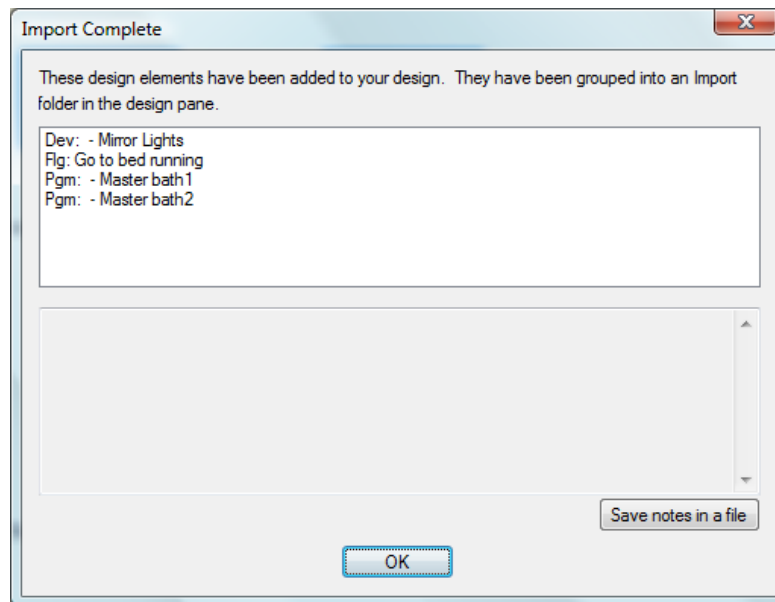 Import Complete
These design elements have been added to your design.  They have been grouped into an Import
folder in the design pane.
Dev:  - Mirror Lights
Flg: Go to bed running
Pgm:  - Master bath1
Pgm:  - Master bath2
Save notes in a file
OK